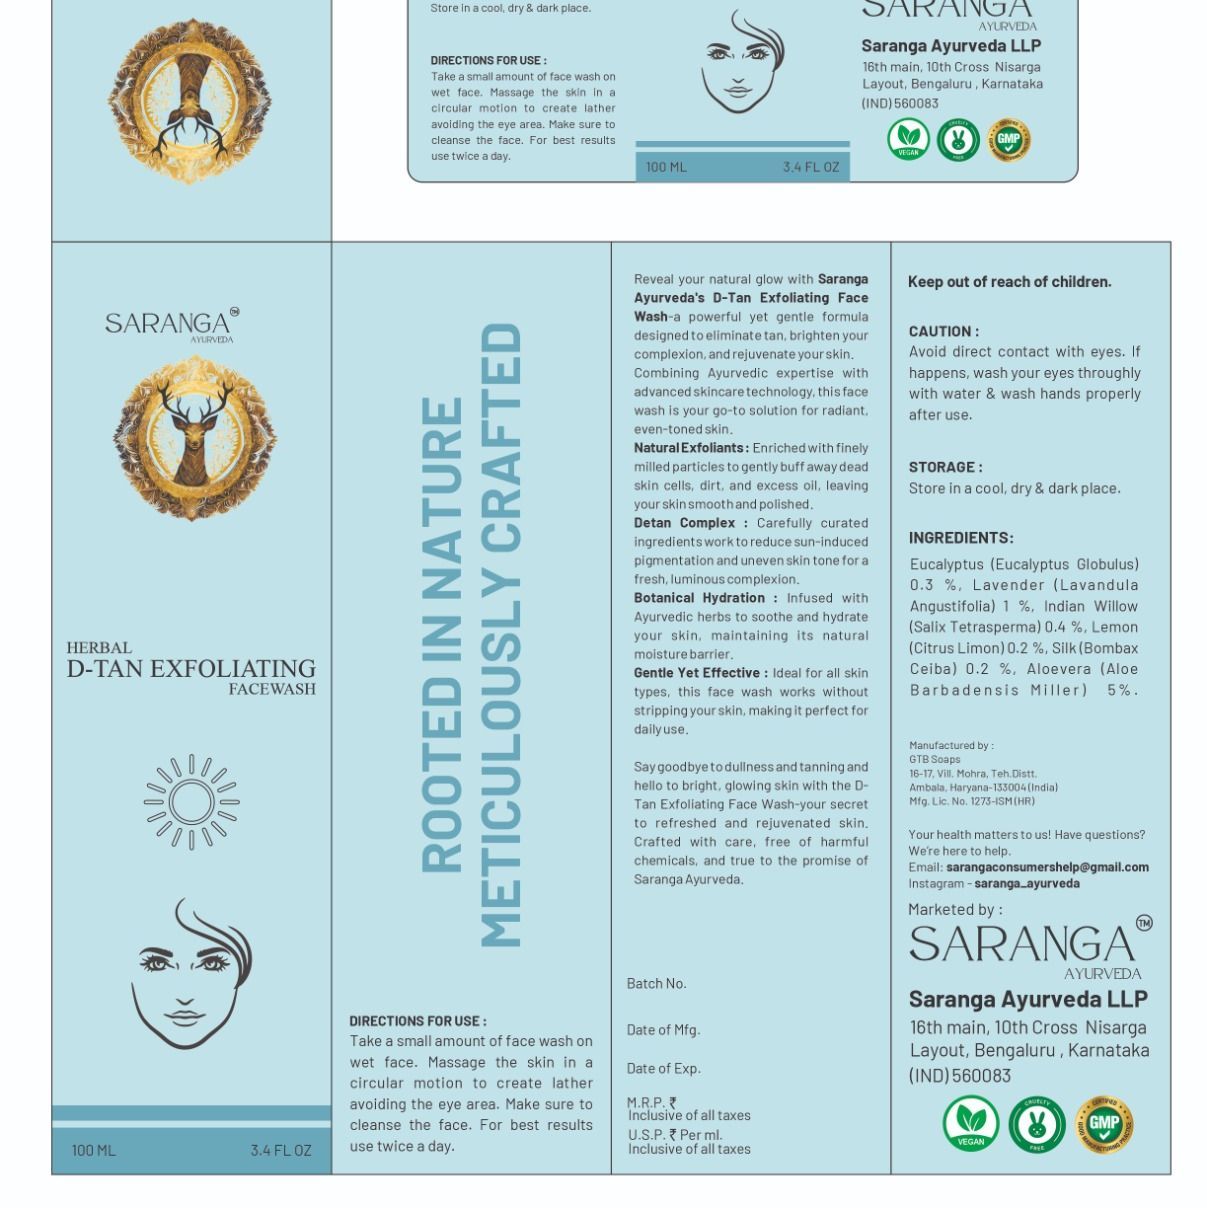 Store in a cool, dry & dark place.
DIRECTIONS FOR USE :
Take a small amount of face wash on
wet face. Massage the skin in a
circular motion to create lather
avoiding the eye area. Make sure to
cleanse the face. For best results
use twice a day.
100 ML
3.4 FL OZ
SARANGA
AYURVEDA
Saranga Ayurveda LLP
16th main, 10th Cross Nisarga
Layout, Bengaluru , Karnataka
(IND) 560083
VEGAN
CRUELTY
FREE
CERTIFIED
GMP
GOOD MANUFACTURING PRACTICE
SARANGA
TM
AYURVEDA
HERBAL
D-TAN EXFOLIATING
FACEWASH
100 ML
3.4 FL OZ
ROOTED IN NATURE
METICULOUSLY CRAFTED
DIRECTIONS FOR USE :
Take a small amount of face wash on
wet face. Massage the skin in a
circular motion to create lather
avoiding the eye area. Make sure to
cleanse the face. For best results
use twice a day.
Reveal your natural glow with Saranga
Ayurveda's D-Tan Exfoliating Face
Wash-a powerful yet gentle formula
designed to eliminate tan, brighten your
complexion, and rejuvenate your skin.
Combining Ayurvedic expertise with
advanced skincare technology, this face
wash is your go-to solution for radiant,
even-toned skin.
Natural Exfoliants : Enriched with finely
milled particles to gently buff away dead
skin cells, dirt, and excess oil, leaving
your skin smooth and polished.
Detan Complex : Carefully curated
ingredients work to reduce sun-induced
pigmentation and uneven skin tone for a
fresh, luminous complexion.
Botanical Hydration : Infused with
Ayurvedic herbs to soothe and hydrate
your skin, maintaining its natural
moisture barrier.
Gentle Yet Effective : Ideal for all skin
types, this face wash works without
stripping your skin, making it perfect for
daily use.
Say goodbye to dullness and tanning and
hello to bright, glowing skin with the D-
Tan Exfoliating Face Wash-your secret
to refreshed and rejuvenated skin.
Crafted with care, free of harmful
chemicals, and true to the promise of
Saranga Ayurveda.
Batch No.
Date of Mfg.
Date of Exp.
M.R.P. ₹
Inclusive of all taxes
U.S.P. ₹ Per ml.
Inclusive of all taxes
Keep out of reach of children.
CAUTION :
Avoid direct contact with eyes. If
happens, wash your eyes throughly
with water & wash hands properly
after use.
STORAGE :
Store in a cool, dry & dark place.
INGREDIENTS:
Eucalyptus (Eucalyptus Globulus)
0.3 %, Lavender (Lavandula
Angustifolia) 1 %, Indian Willow
(Salix Tetrasperma) 0.4 %, Lemon
(Citrus Limon) 0.2 %, Silk (Bombax
Ceiba) 0.2 %, Aloevera (Aloe
Barbadensis Miller) 5%.
Manufactured by :
GTB Soaps
16-17, Vill. Mohra, Teh.Distt.
Ambala, Haryana-133004 (India)
Mfg. Lic. No. 1273-ISM (HR)
Your health matters to us! Have questions?
We're here to help.
Email: sarangaconsumershelp@gmail.com
Instagram - saranga_ayurveda
Marketed by :
SARANGA
TM
AYURVEDA
Saranga Ayurveda LLP
16th main, 10th Cross Nisarga
Layout, Bengaluru , Karnataka
(IND) 560083
VEGAN
CRUELTY
FREE
CERTIFIED
GMP
GOOD MANUFACTURING PRACTICE